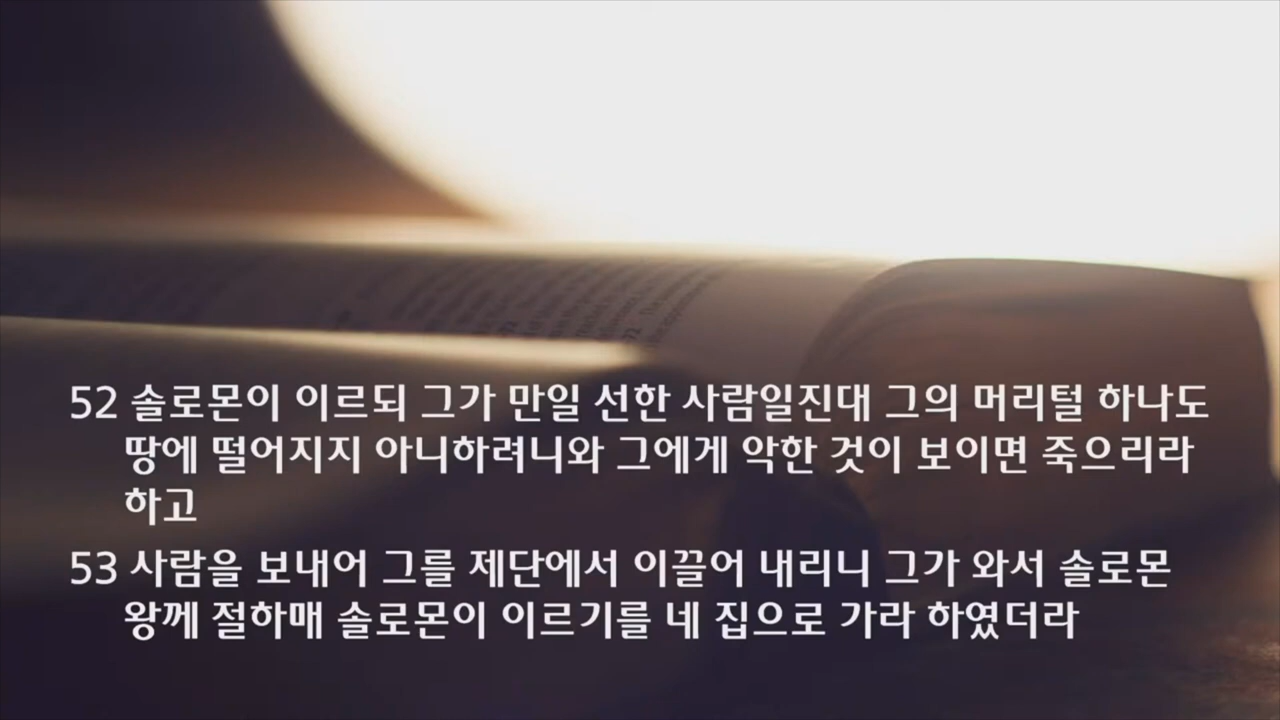 52 솔로몬이 이르되 그가 만일 선한 사람일진대 그의 머리털 하나도
땅에 떨어지지 아니하려니와 그에게 악한 것이 보이면 죽으리라
하고
53 사람을 보내어 그를 제단에서 이끌어 내리니 그가 와서 솔로몬
왕께 절하매 솔로몬이 이르기를 네 집으로 가라 하였더라